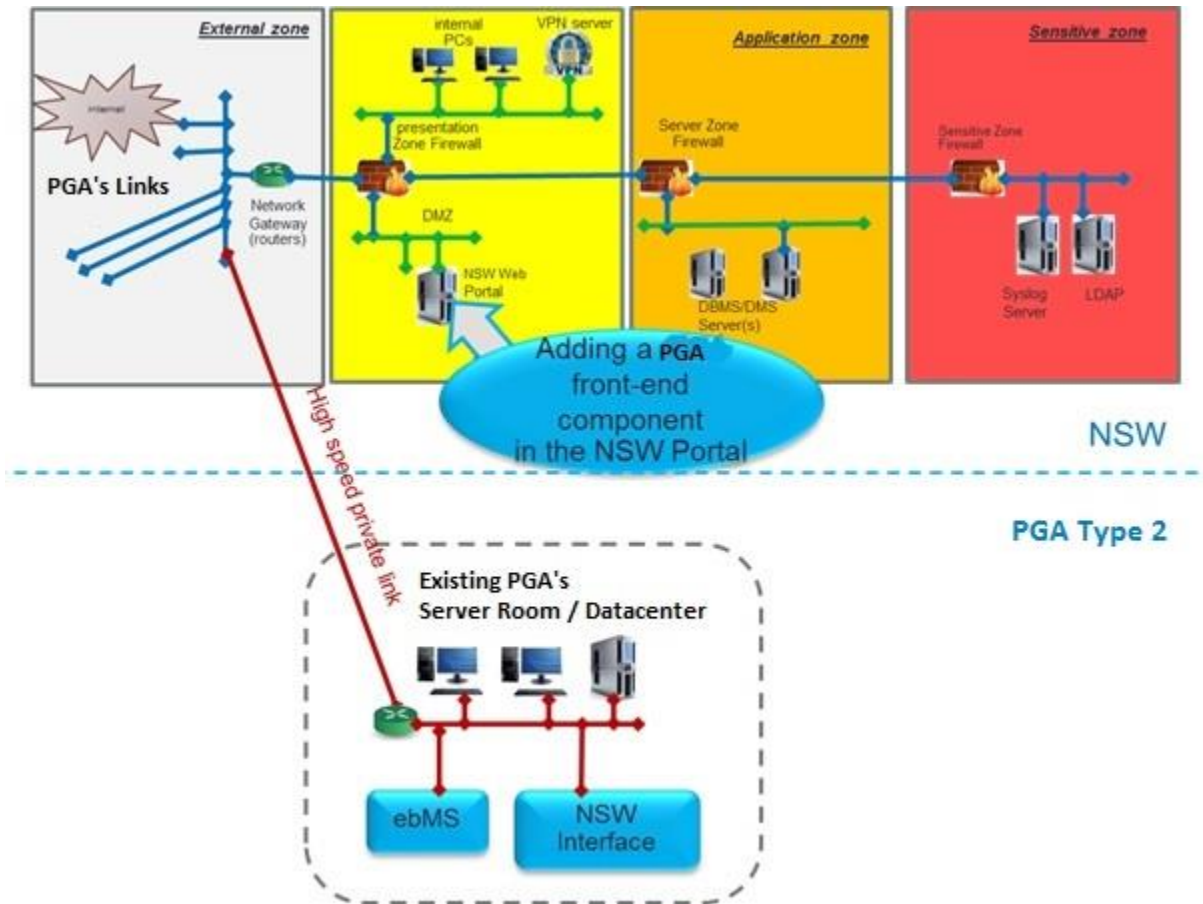 External zone
internet
PGA's Links
Network
Gateway
(routers)
internal
PCs
VPN server
VPN
presentation
Zone Firewall
DMZ
NSW Web
Portal
Application zone
Server Zone
Firewall
DBMS/DMS
Server(s)
Sensitive zone
Sensitive Zone
Firewall
Syslog
Server
LDAP
Adding a PGA
front-end
component
in the NSW Portal
NSW
High speed private link
PGA Type 2
Existing PGA's
Server Room / Datacenter
ebMS
NSW
Interface